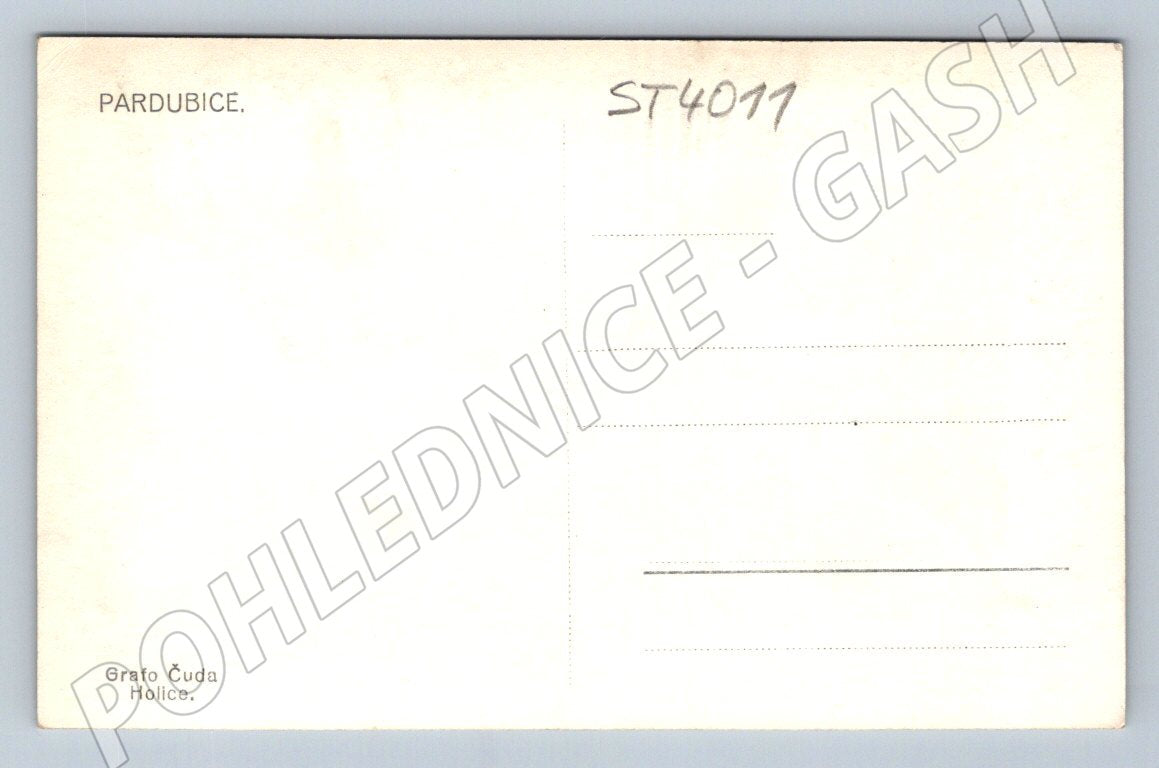 PARDUBICE.
ST4011
POHLEDNICE - GASH
Grafo Čuda
Holice.